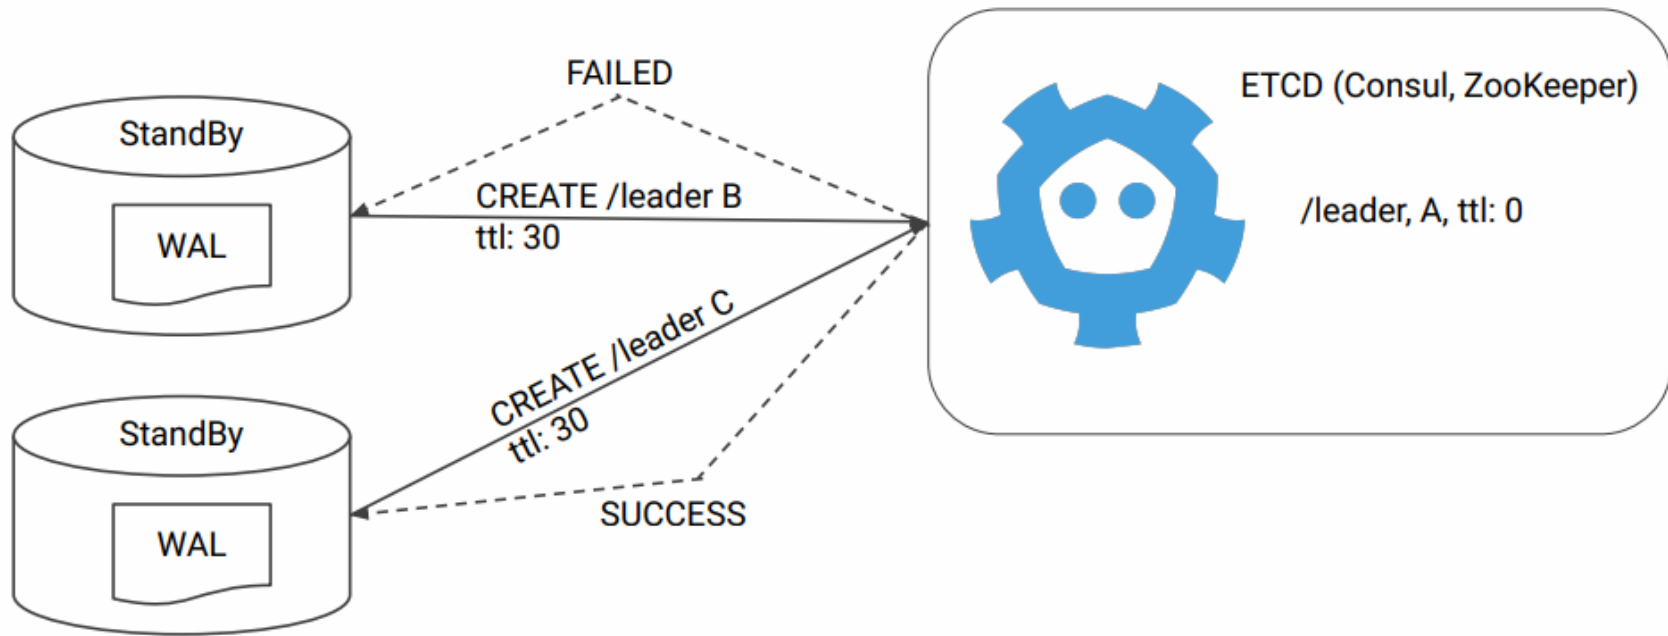 FAILED
ETCD (Consul, ZooKeeper)
StandBy
WAL
CREATE /leader B
ttl: 30
/leader, A, ttl: 0
CREATE /leader C
ttl: 30
StandBy
WAL
SUCCESS